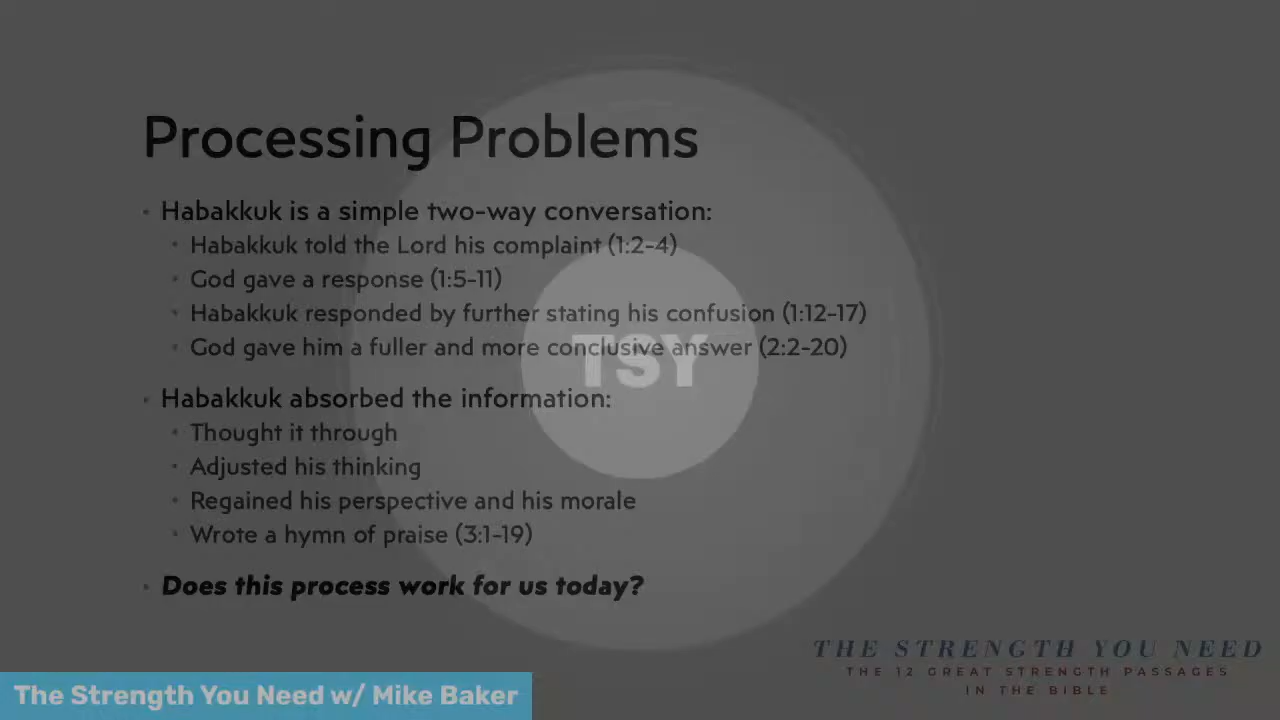 Processing Problems
• Habakkuk is a simple two-way conversation:
• Habakkuk told the Lord his complaint (1:2-4)
• God gave a response (1:5-11)
• Habakkuk responded by further stating his confusion (1:12-17)
• God gave him a fuller and more conclusive answer (2:2-20)
TSY
• Habakkuk absorbed the information:
• Thought it through
• Adjusted his thinking
• Regained his perspective and his morale
• Wrote a hymn of praise (3:1-19)
• Does this process work for us today?
THE STRENGTH YOU NEED
THE 12 GREAT STRENGTH PASSAGES
IN THE BIBLE
The Strength You Need w/ Mike Baker